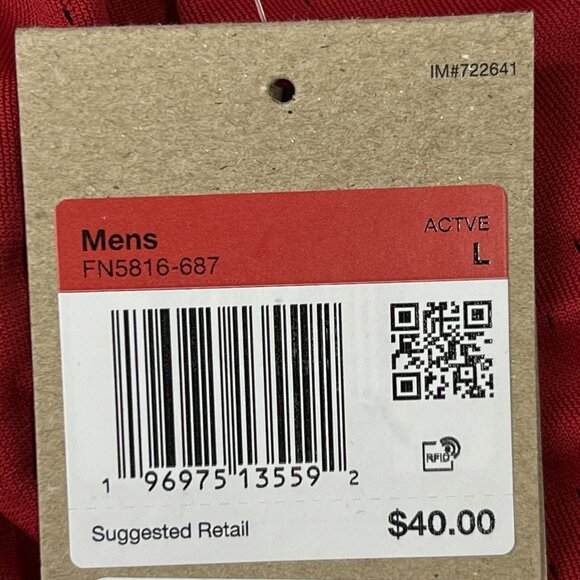 IM#722641
Mens ACTVE
FN5816-687 L
RFID
1 96975 13559 2
Suggested Retail $40.00